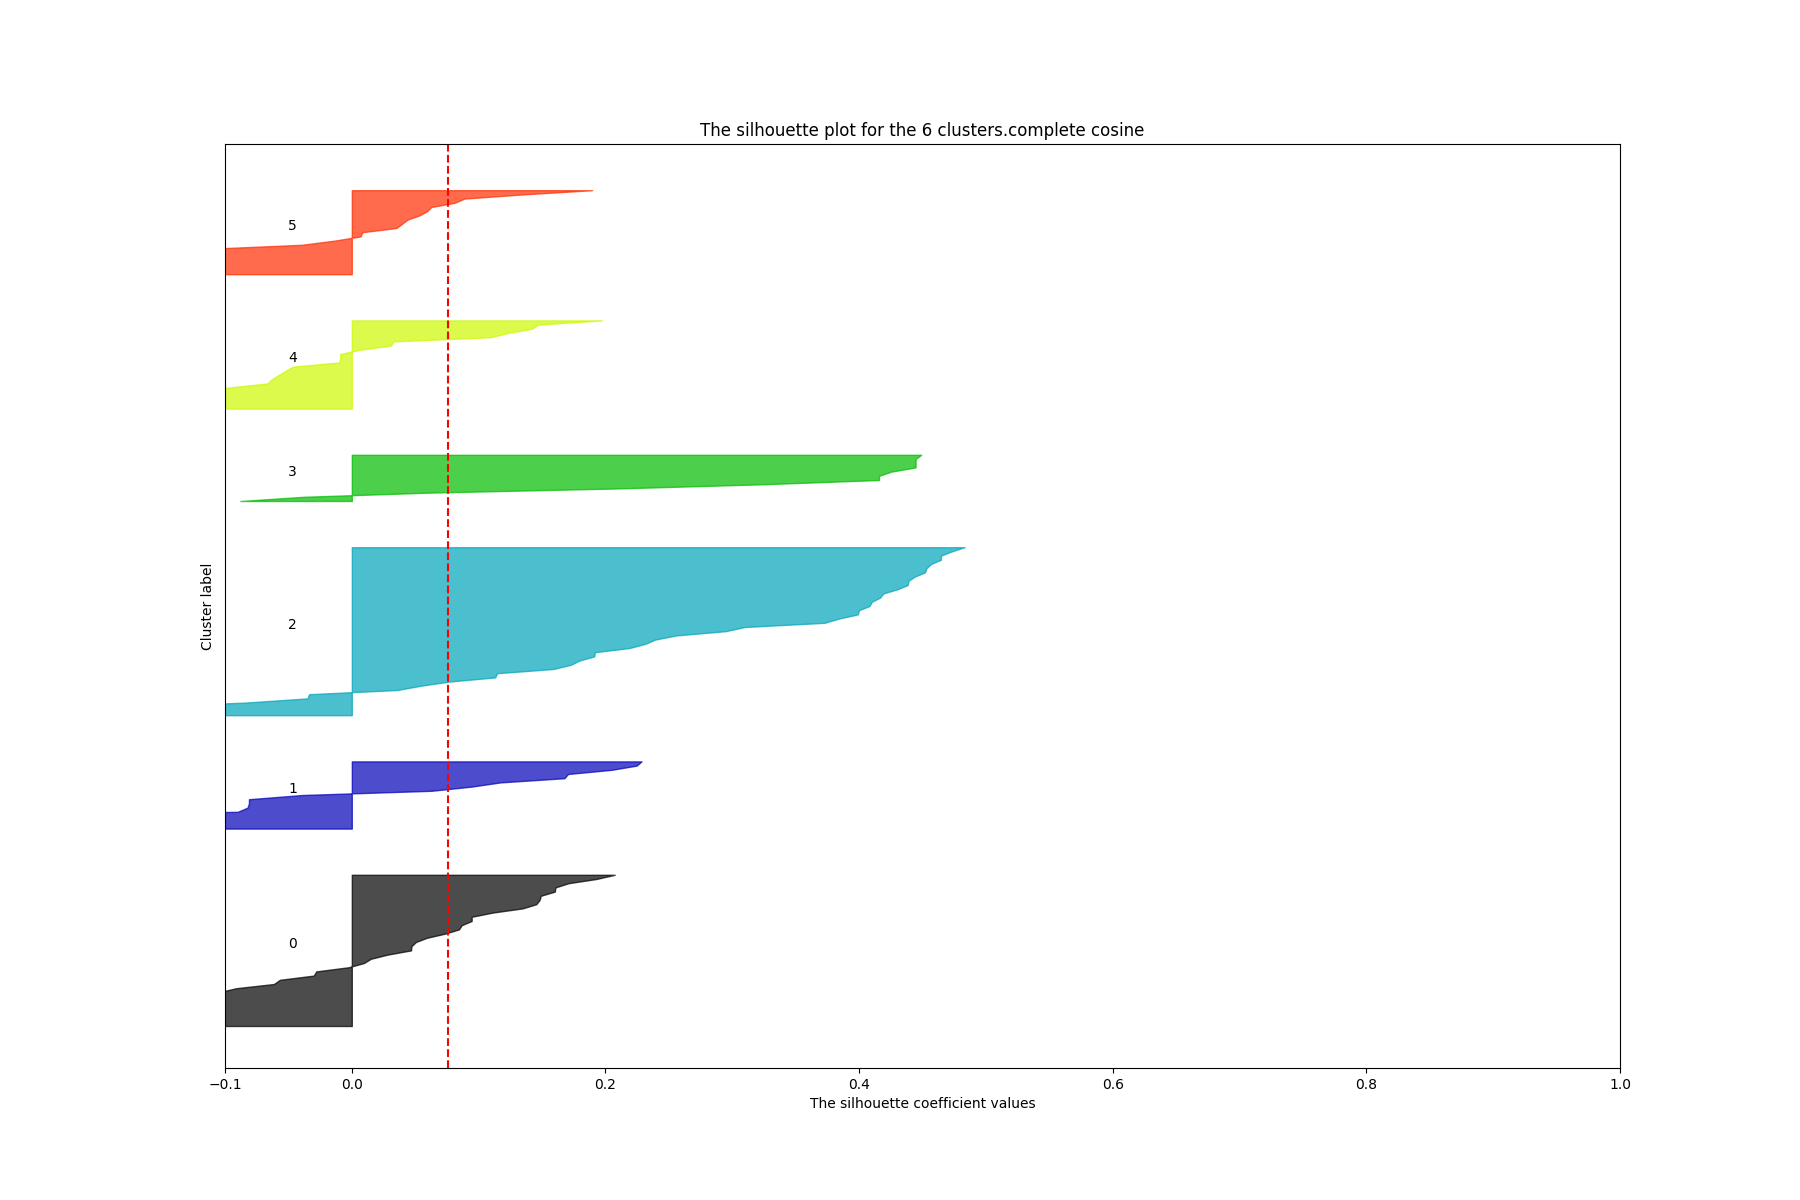 The silhouette plot for the 6 clusters.complete cosine
5
4
3
2
1
0
Cluster label
−0.1 0.0 0.2 0.4 0.6 0.8 1.0
The silhouette coefficient values